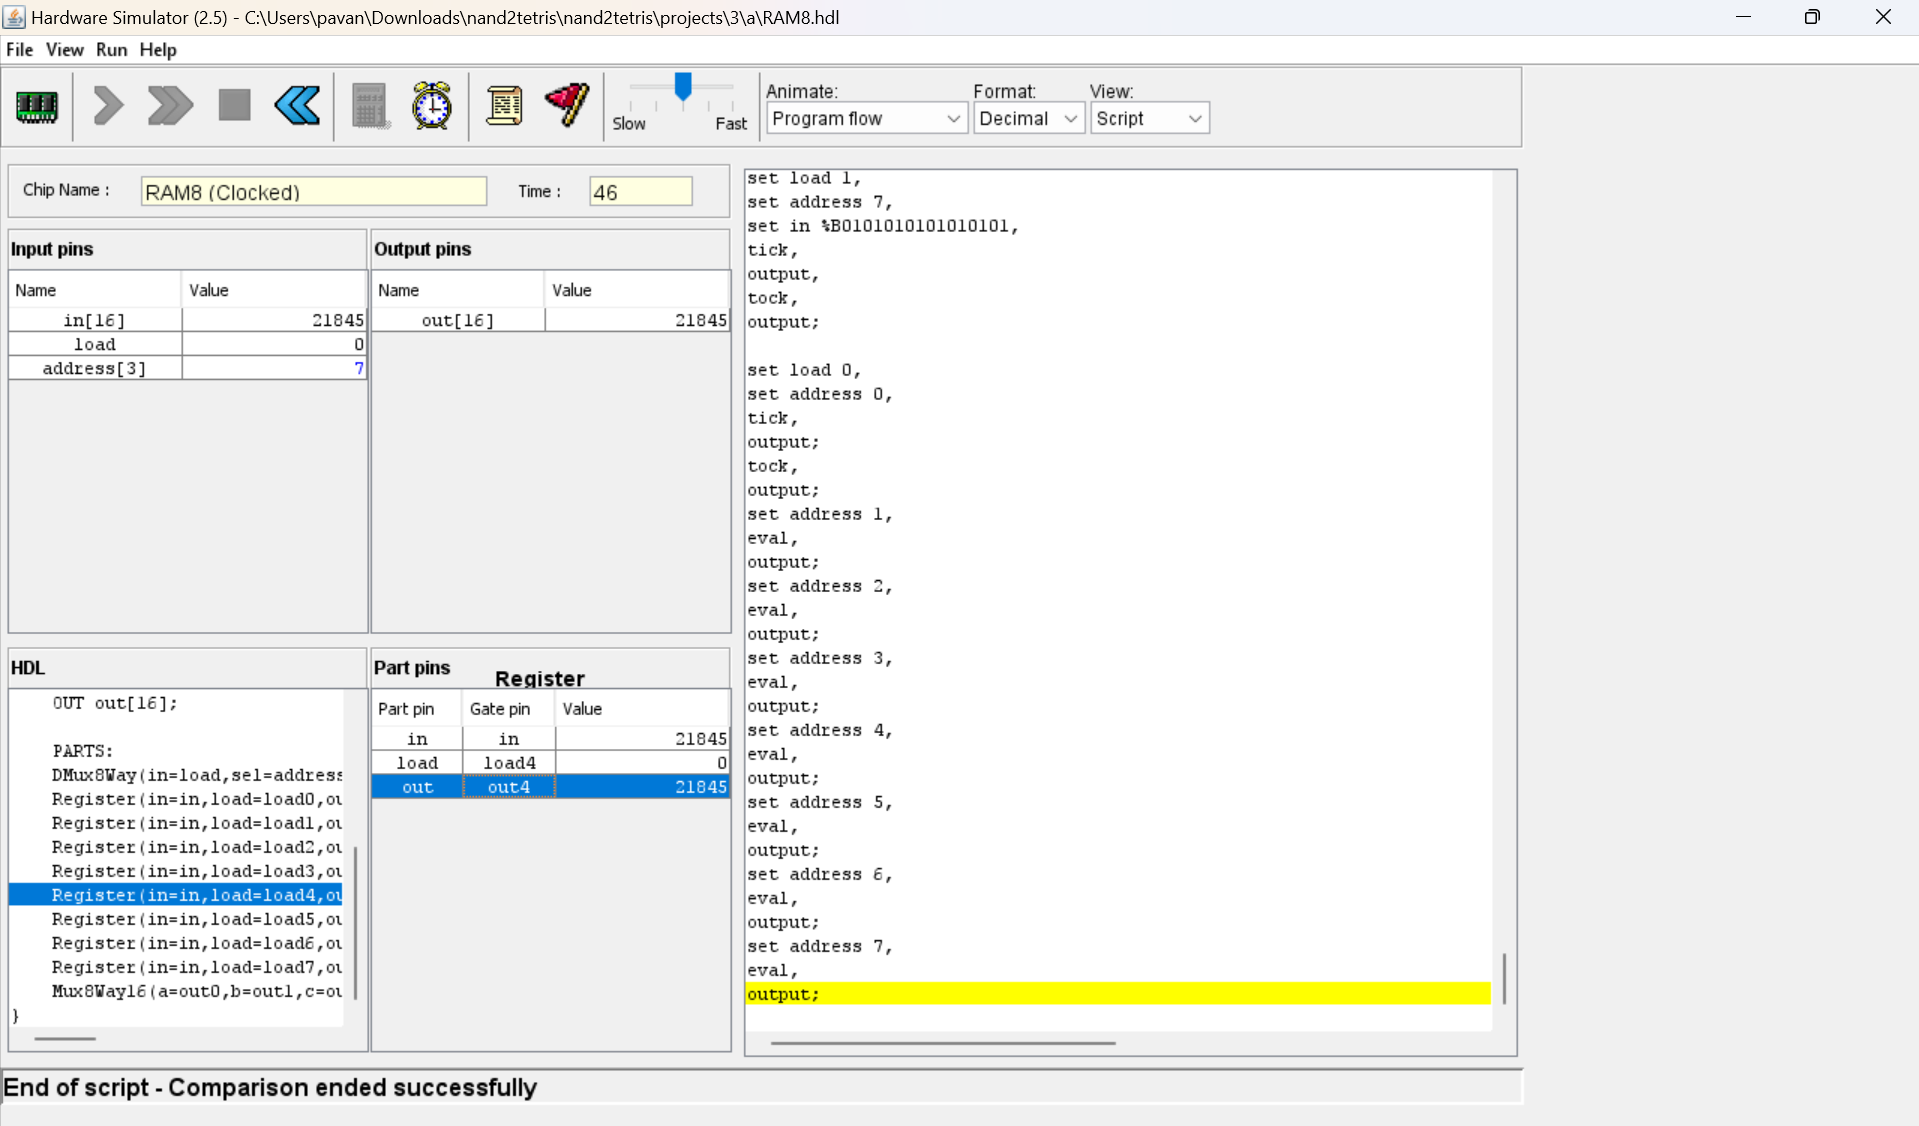 Hardware Simulator (2.5) - C:\Users\pavan\Downloads\nand2tetris\nand2tetris\projects\3\a\RAM8.hdl
File View Run Help
Slow Fast
Animate:
Program flow
Format:
Decimal
View:
Script
Chip Name :
RAM8 (Clocked)
Time :
46
Input pins
Name Value
in[16] 21845
load 0
address[3] 7
Output pins
Name Value
out[16] 21845
HDL
OUT out[16];
PARTS:
DMux8Way(in=load,sel=address
Register(in=in,load=load0,ou
Register(in=in,load=load1,ou
Register(in=in,load=load2,ou
Register(in=in,load=load3,ou
Register(in=in,load=load4,ou
Register(in=in,load=load5,ou
Register(in=in,load=load6,ou
Register(in=in,load=load7,ou
Mux8Way16(a=out0,b=out1,c=ou
}
Part pins
Register
Part pin Gate pin Value
in in 21845
load load4 0
out out4 21845
set load 1,
set address 7,
set in %B0101010101010101,
tick,
output,
tock,
output;
set load 0,
set address 0,
tick,
output;
tock,
output;
set address 1,
eval,
output;
set address 2,
eval,
output;
set address 3,
eval,
output;
set address 4,
eval,
output;
set address 5,
eval,
output;
set address 6,
eval,
output;
set address 7,
eval,
output;
End of script - Comparison ended successfully